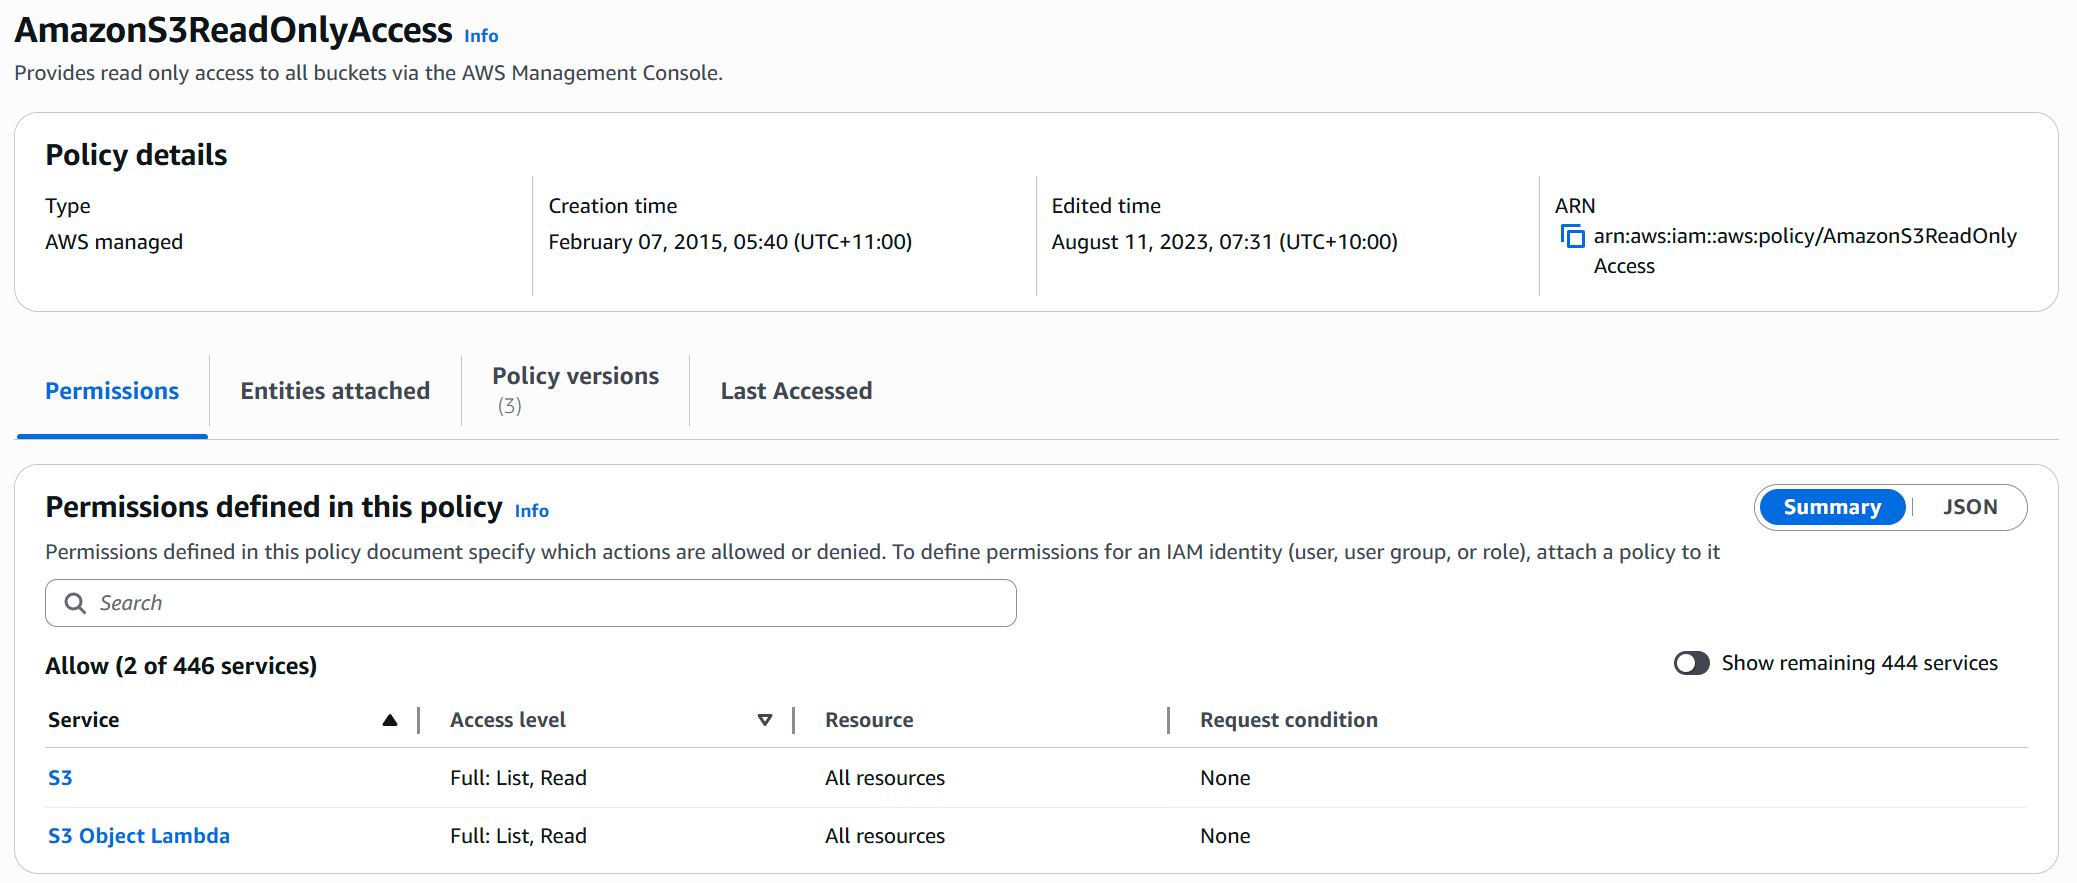 AmazonS3ReadOnlyAccess Info
Provides read only access to all buckets via the AWS Management Console.
Policy details
Type
AWS managed
Creation time
February 07, 2015, 05:40 (UTC+11:00)
Edited time
August 11, 2023, 07:31 (UTC+10:00)
ARN
arn:aws:iam::aws:policy/AmazonS3ReadOnly
Access
Permissions
Entities attached
Policy versions
(3)
Last Accessed
Permissions defined in this policy Info
Summary
JSON
Permissions defined in this policy document specify which actions are allowed or denied. To define permissions for an IAM identity (user, user group, or role), attach a policy to it
Search
Allow (2 of 446 services)
Show remaining 444 services
Service Access level Resource Request condition
S3 Full: List, Read All resources None
S3 Object Lambda Full: List, Read All resources None